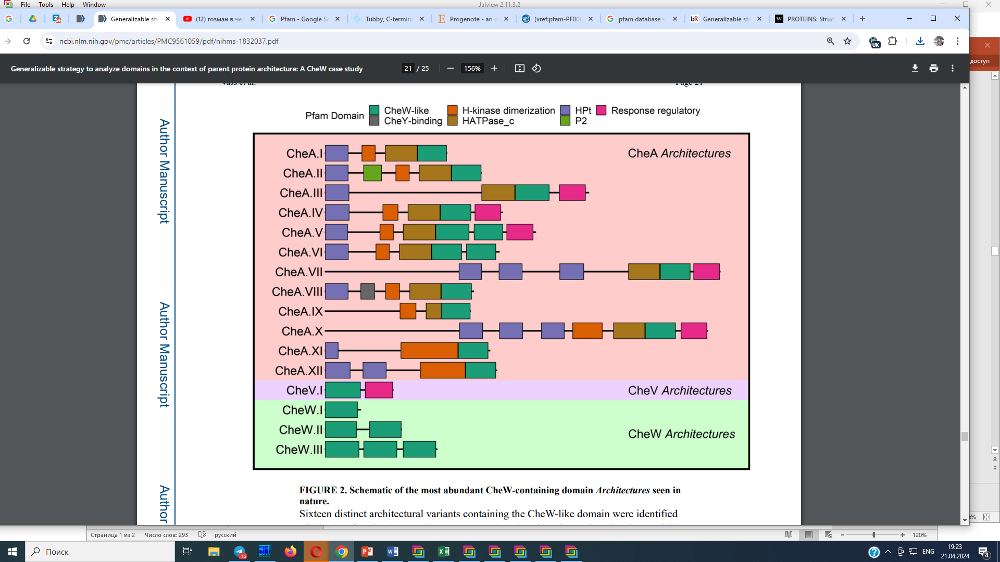 File Tools Help Window
Jalview 2.11.3.2
Generalizable str
(12) гозман в че
Pfam - Google Se
Tubby, C-termina
Progenote - an o
(xref:pfam-PF00
pfam database -
Generalizable st
PROTEINS: Struc
ncbi.nlm.nih.gov/pmc/articles/PMC9561059/pdf/nihms-1832037.pdf
UK
доступ
Generalizable strategy to analyze domains in the context of parent protein architecture: A CheW case study
21 / 25
156%
Vass et al.
Page 21
Author Manuscript
Author Manuscript
Author
Pfam Domain
CheW-like
H-kinase dimerization
HPt
Response regulatory
CheY-binding
HATPase_c
P2
CheA.I
CheA Architectures
CheA.II
CheA.III
CheA.IV
CheA.V
CheA.VI
CheA.VII
CheA.VIII
CheA.IX
CheA.X
CheA.XI
CheA.XII
CheV.I
CheV Architectures
CheW.I
CheW.II
CheW Architectures
CheW.III
FIGURE 2. Schematic of the most abundant CheW-containing domain Architectures seen in
nature.
Sixteen distinct architectural variants containing the CheW-like domain were identified
Страница 1 из 2 Число слов: 293 русский
120%
Поиск
ENG
19:23
21.04.2024
4